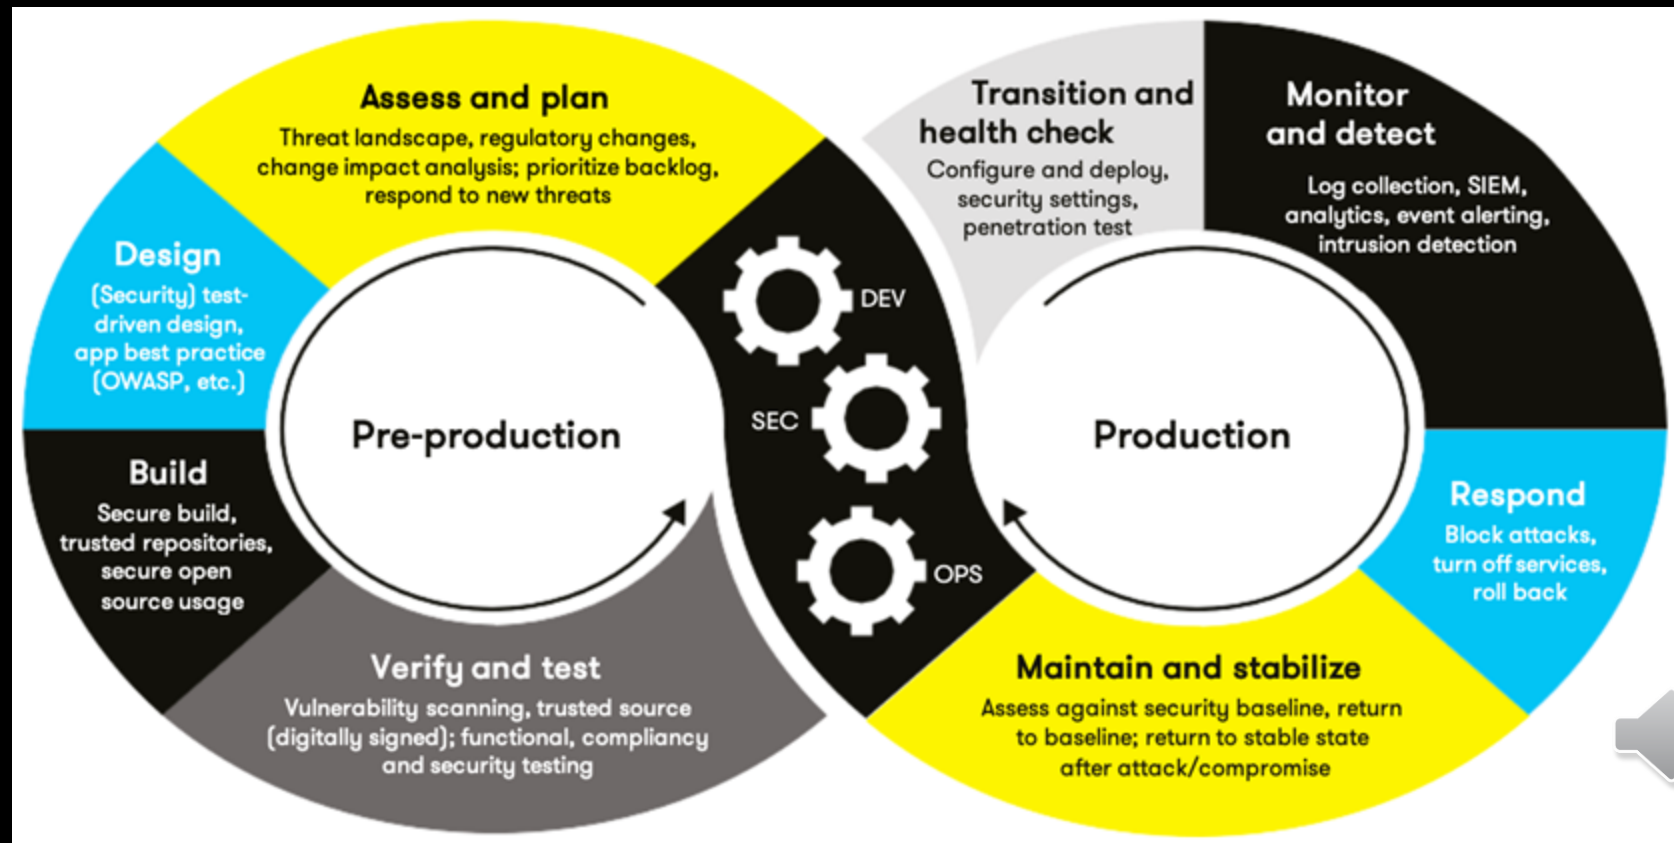 Assess and plan
Threat landscape, regulatory changes,
change impact analysis; prioritize backlog,
respond to new threats
Design
(Security) test-
driven design,
app best practice
(OWASP, etc.)
Build
Secure build,
trusted repositories,
secure open
source usage
Verify and test
Vulnerability scanning, trusted source
(digitally signed); functional, compliancy
and security testing
Pre-production
DEV
SEC
OPS
Transition and
health check
Configure and deploy,
security settings,
penetration test
Monitor
and detect
Log collection, SIEM,
analytics, event alerting,
intrusion detection
Respond
Block attacks,
turn off services,
roll back
Maintain and stabilize
Assess against security baseline, return
to baseline; return to stable state
after attack/compromise
Production